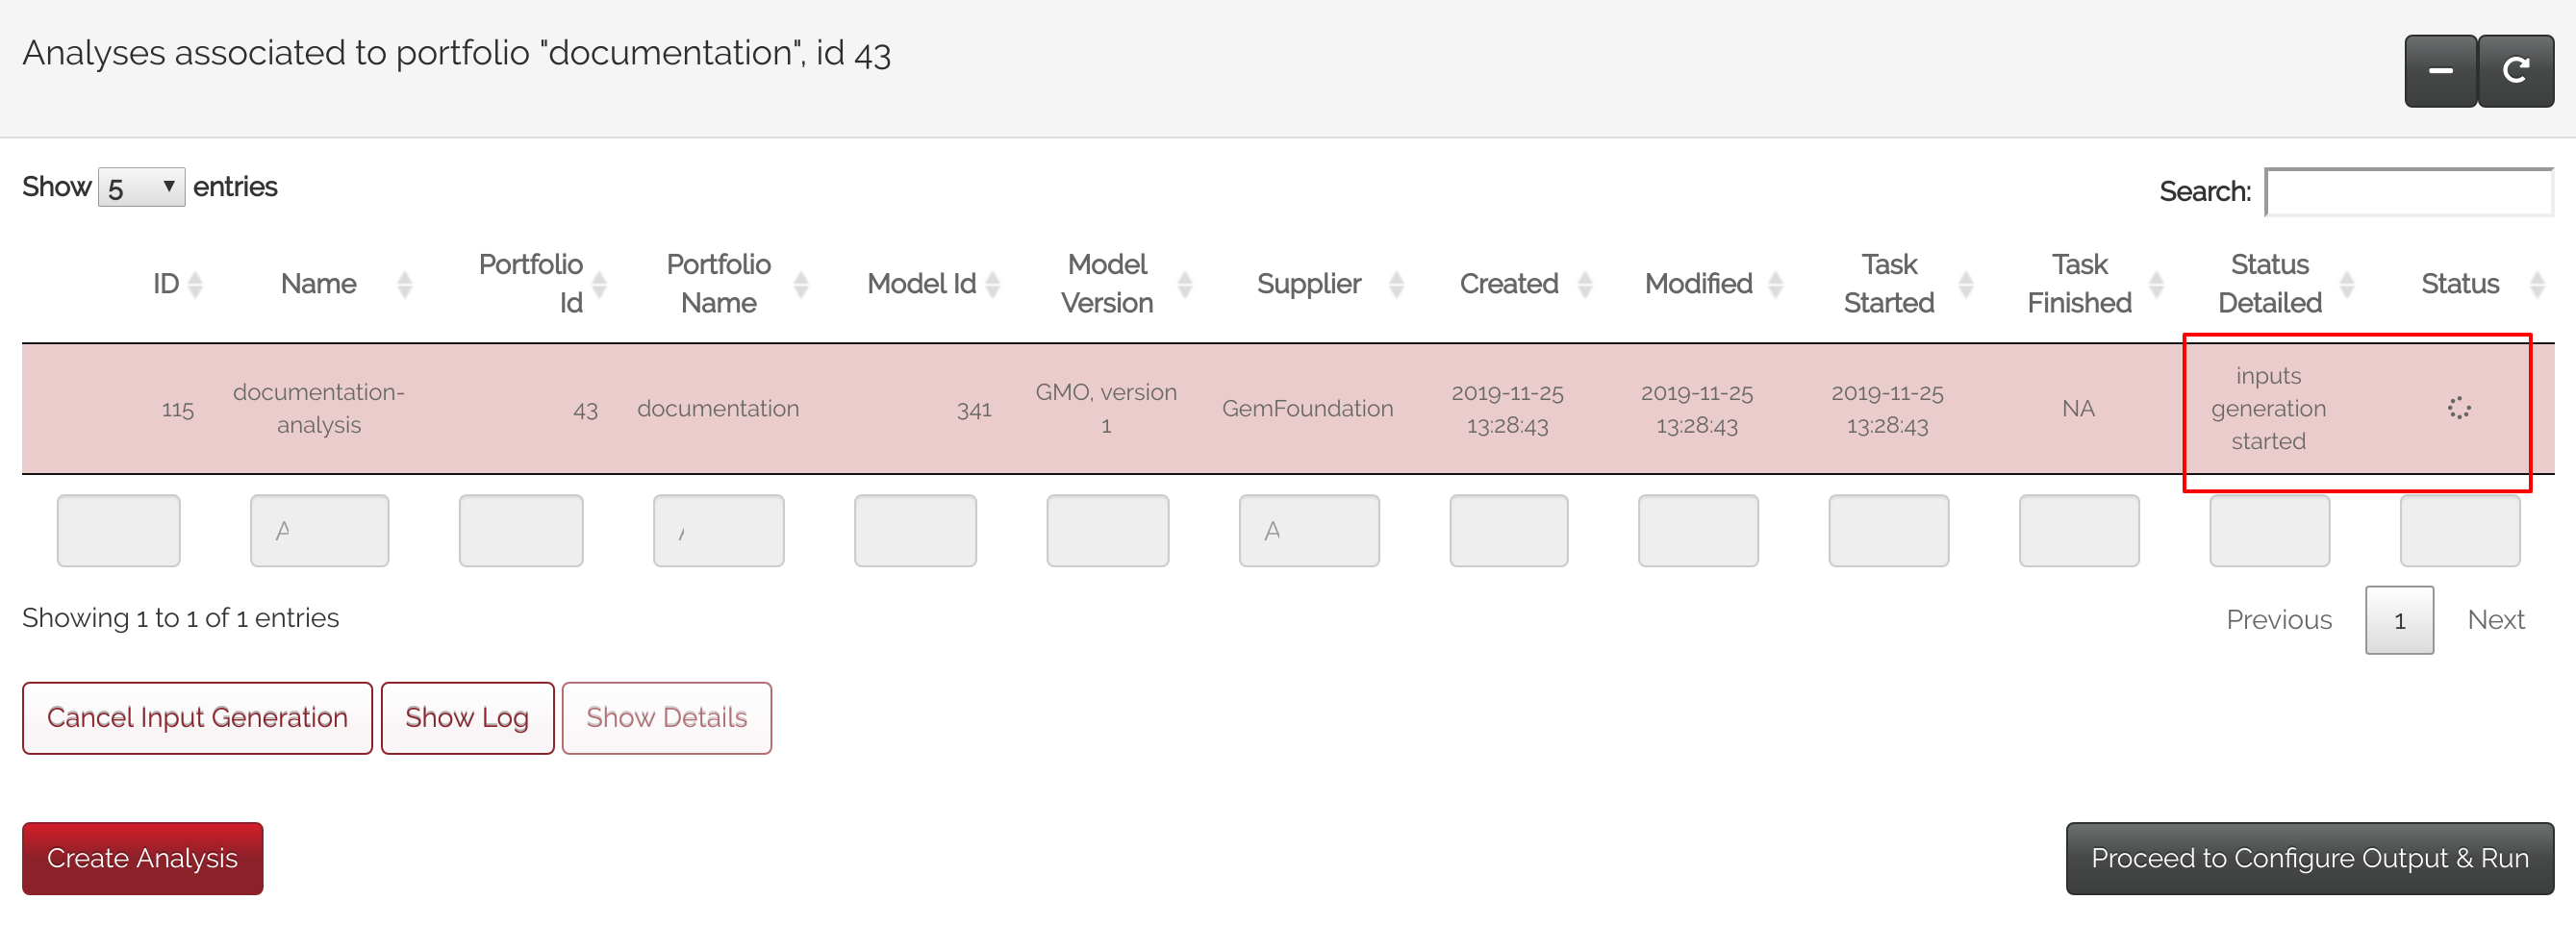 Analyses associated to portfolio "documentation", id 43
Show 5 entries
Search:
ID Name Portfolio Id Portfolio Name Model Id Model Version Supplier Created Modified Task Started Task Finished Status Detailed Status
115 documentation-analysis 43 documentation 341 GMO, version 1 GemFoundation 2019-11-25 13:28:43 2019-11-25 13:28:43 2019-11-25 13:28:43 NA inputs generation started
A A
Showing 1 to 1 of 1 entries
Previous 1 Next
Cancel Input Generation Show Log Show Details
Create Analysis Proceed to Configure Output & Run